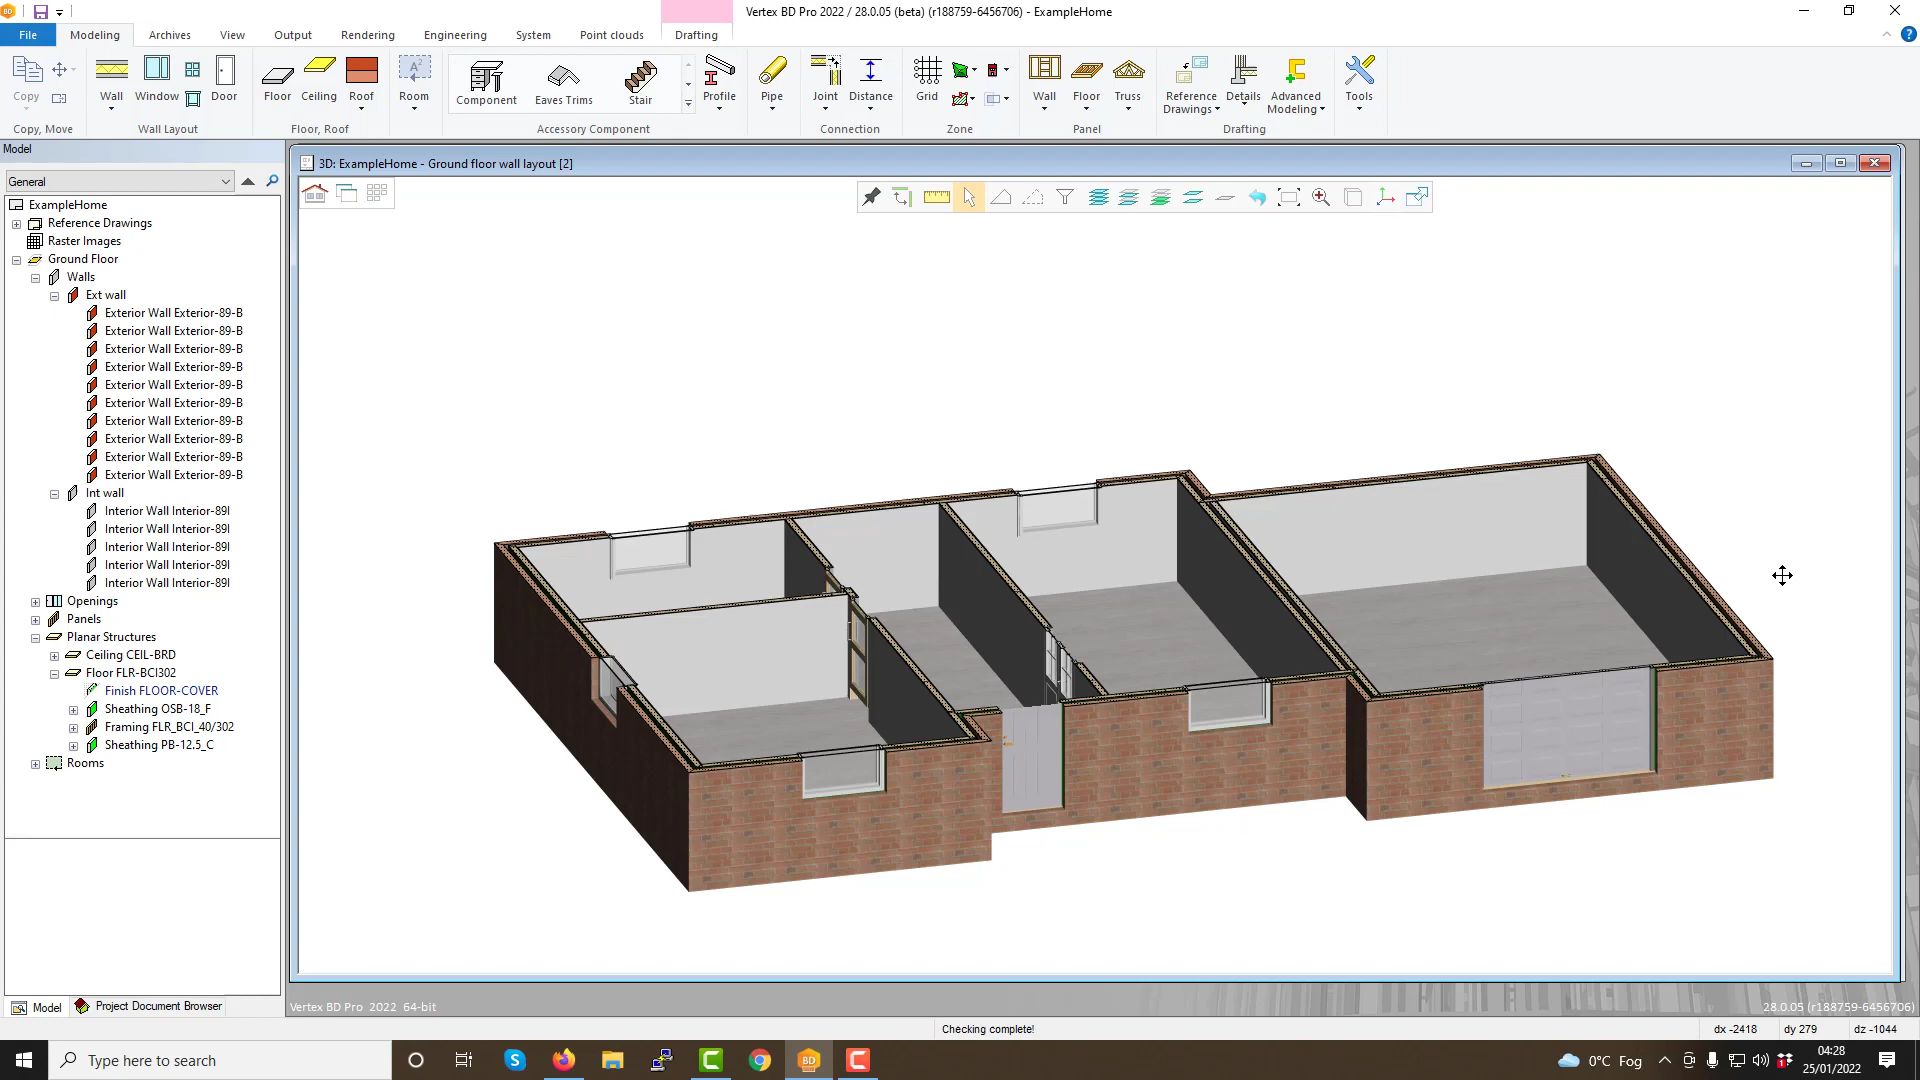 Vertex BD Pro 2022 / 28.0.05 (beta) (r188759-6456706) - ExampleHome
File
Modeling
Archives
View
Output
Rendering
Engineering
System
Point clouds
Drafting
Copy
Wall
Window
Door
Floor
Ceiling
Roof
Room
Component
Eaves Trims
Stair
Profile
Pipe
Joint
Distance
Grid
Wall
Floor
Truss
Reference Drawings
Details
Advanced Modeling
Tools
Copy, Move
Wall Layout
Floor, Roof
Accessory Component
Connection
Zone
Panel
Drafting
Model
General
3D: ExampleHome - Ground floor wall layout [2]
ExampleHome
Reference Drawings
Raster Images
Ground Floor
Walls
Ext wall
Exterior Wall Exterior-89-B
Exterior Wall Exterior-89-B
Exterior Wall Exterior-89-B
Exterior Wall Exterior-89-B
Exterior Wall Exterior-89-B
Exterior Wall Exterior-89-B
Exterior Wall Exterior-89-B
Exterior Wall Exterior-89-B
Exterior Wall Exterior-89-B
Exterior Wall Exterior-89-B
Int wall
Interior Wall Interior-89I
Interior Wall Interior-89I
Interior Wall Interior-89I
Interior Wall Interior-89I
Interior Wall Interior-89I
Openings
Panels
Planar Structures
Ceiling CEIL-BRD
Floor FLR-BCI302
Finish FLOOR-COVER
Sheathing OSB-18_F
Framing FLR_BCI_40/302
Sheathing PB-12.5_C
Rooms
Model
Project Document Browser
Vertex BD Pro 2022 64-bit
28.0.05 (r188759-6456706)
Checking complete!
dx -2418
dy 279
dz -1044
Type here to search
0°C Fog
04:28
25/01/2022